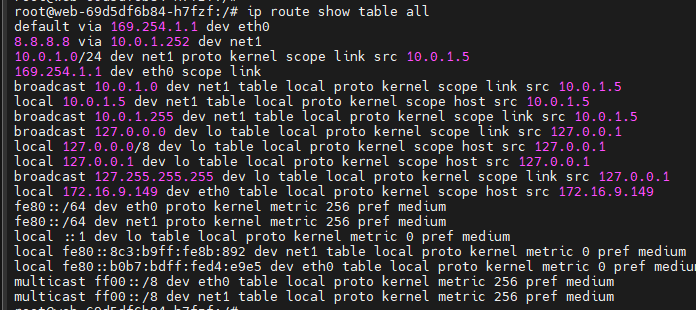 root@web-69d5df6b84-h7fzf:/#
root@web-69d5df6b84-h7fzf:/# ip route show table all
default via 169.254.1.1 dev eth0
8.8.8.8 via 10.0.1.252 dev net1
10.0.1.0/24 dev net1 proto kernel scope link src 10.0.1.5
169.254.1.1 dev eth0 scope link
broadcast 10.0.1.0 dev net1 table local proto kernel scope link src 10.0.1.5
local 10.0.1.5 dev net1 table local proto kernel scope host src 10.0.1.5
broadcast 10.0.1.255 dev net1 table local proto kernel scope link src 10.0.1.5
broadcast 127.0.0.0 dev lo table local proto kernel scope link src 127.0.0.1
local 127.0.0.0/8 dev lo table local proto kernel scope host src 127.0.0.1
local 127.0.0.1 dev lo table local proto kernel scope host src 127.0.0.1
broadcast 127.255.255.255 dev lo table local proto kernel scope link src 127.0.0.1
local 172.16.9.149 dev eth0 table local proto kernel scope host src 172.16.9.149
fe80::/64 dev eth0 proto kernel metric 256 pref medium
fe80::/64 dev net1 proto kernel metric 256 pref medium
local ::1 dev lo table local proto kernel metric 0 pref medium
local fe80::8c3:b9ff:fe8b:892 dev net1 table local proto kernel metric 0 pref medium
local fe80::b0b7:bdff:fed4:e9e5 dev eth0 table local proto kernel metric 0 pref medium
multicast ff00::/8 dev eth0 table local proto kernel metric 256 pref medium
multicast ff00::/8 dev net1 table local proto kernel metric 256 pref medium
root@web-69d5df6b84-h7fzf:/#